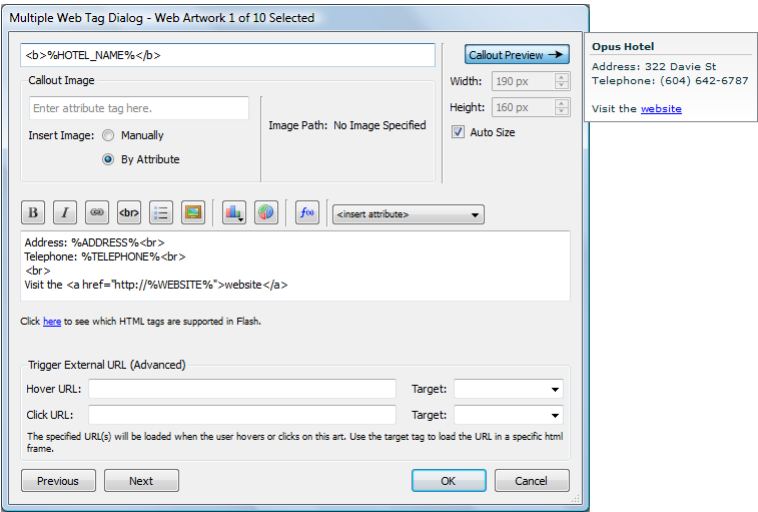 Multiple Web Tag Dialog - Web Artwork 1 of 10 Selected
<b>%HOTEL_NAME%</b>
Callout Preview
Opus Hotel
Address: 322 Davie St
Telephone: (604) 642-6787
Visit the website
Callout Image
Width: 190 px
Enter attribute tag here.
Height: 160 px
Image Path: No Image Specified
Insert Image: Manually
Auto Size
By Attribute
B I <br> f(x) <insert attribute>
Address: %ADDRESS%<br>
Telephone: %TELEPHONE%<br>
<br>
Visit the <a href="http://%WEBSITE%">website</a>
Click here to see which HTML tags are supported in Flash.
Trigger External URL (Advanced)
Hover URL: Target:
Click URL: Target:
The specified URL(s) will be loaded when the user hovers or clicks on this art. Use the target tag to load the URL in a specific html
frame.
Previous Next OK Cancel